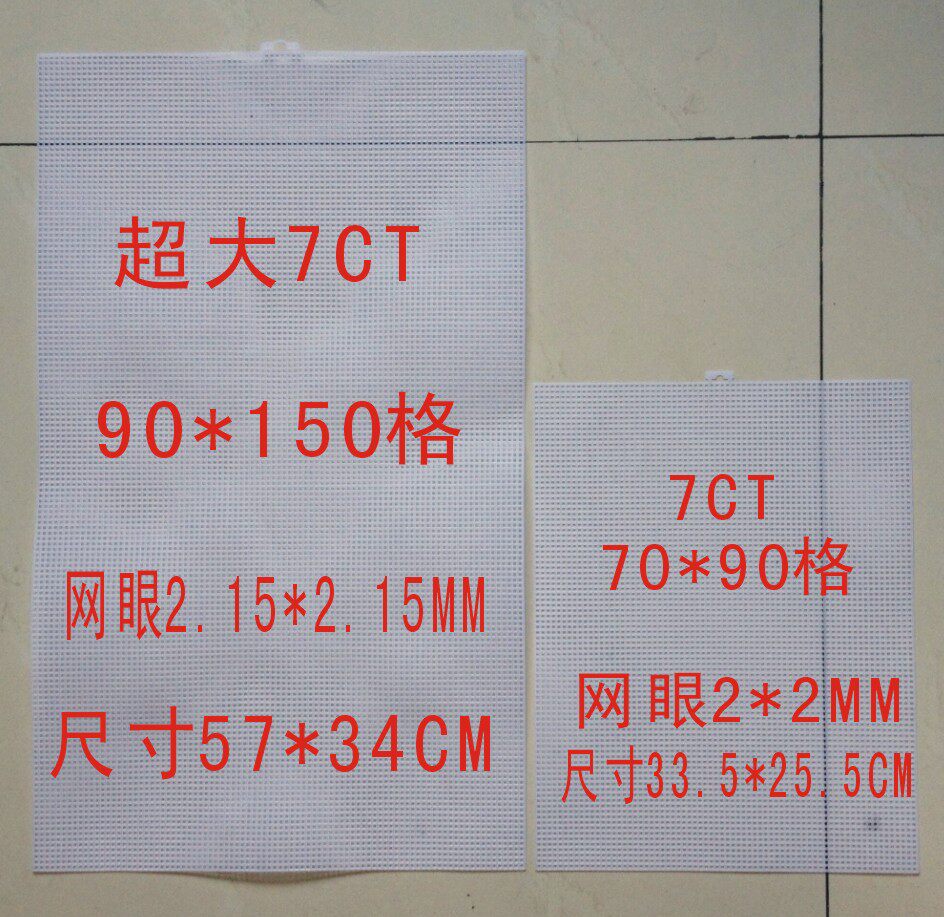 超大7CT
90*150格
网眼2.15*2.15MM
尺寸57*34CM
7CT
70*90格
网眼2*2MM
尺寸33.5*25.5CM